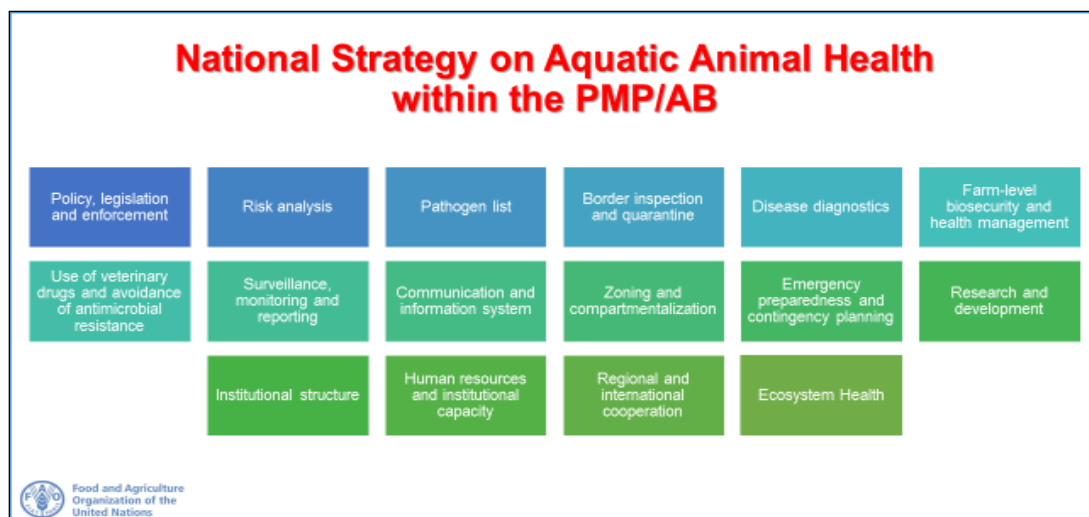 National Strategy on Aquatic Animal Health
within the PMP/AB
Policy, legislation
and enforcement
Risk analysis
Pathogen list
Border inspection
and quarantine
Disease diagnostics
Farm-level
biosecurity and
health management
Use of veterinary
drugs and avoidance
of antimicrobial
resistance
Surveillance,
monitoring and
reporting
Communication and
information system
Zoning and
compartmentalization
Emergency
preparedness and
contingency planning
Research and
development
Institutional structure
Human resources
and institutional
capacity
Regional and
international
cooperation
Ecosystem Health
Food and Agriculture
Organization of the
United Nations